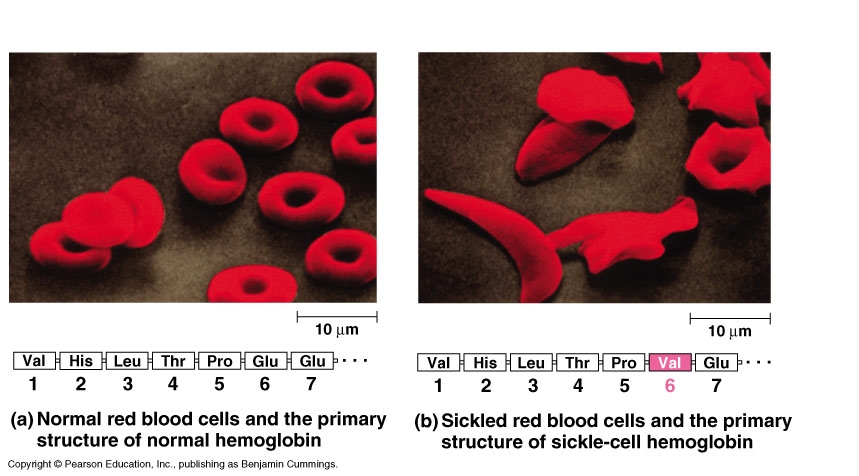 10 μm
Val His Leu Thr Pro Glu Glu ···
1 2 3 4 5 6 7
(a) Normal red blood cells and the primary
structure of normal hemoglobin
10 μm
Val His Leu Thr Pro Val Glu ···
1 2 3 4 5 6 7
(b) Sickled red blood cells and the primary
structure of sickle-cell hemoglobin
Copyright © Pearson Education, Inc., publishing as Benjamin Cummings.